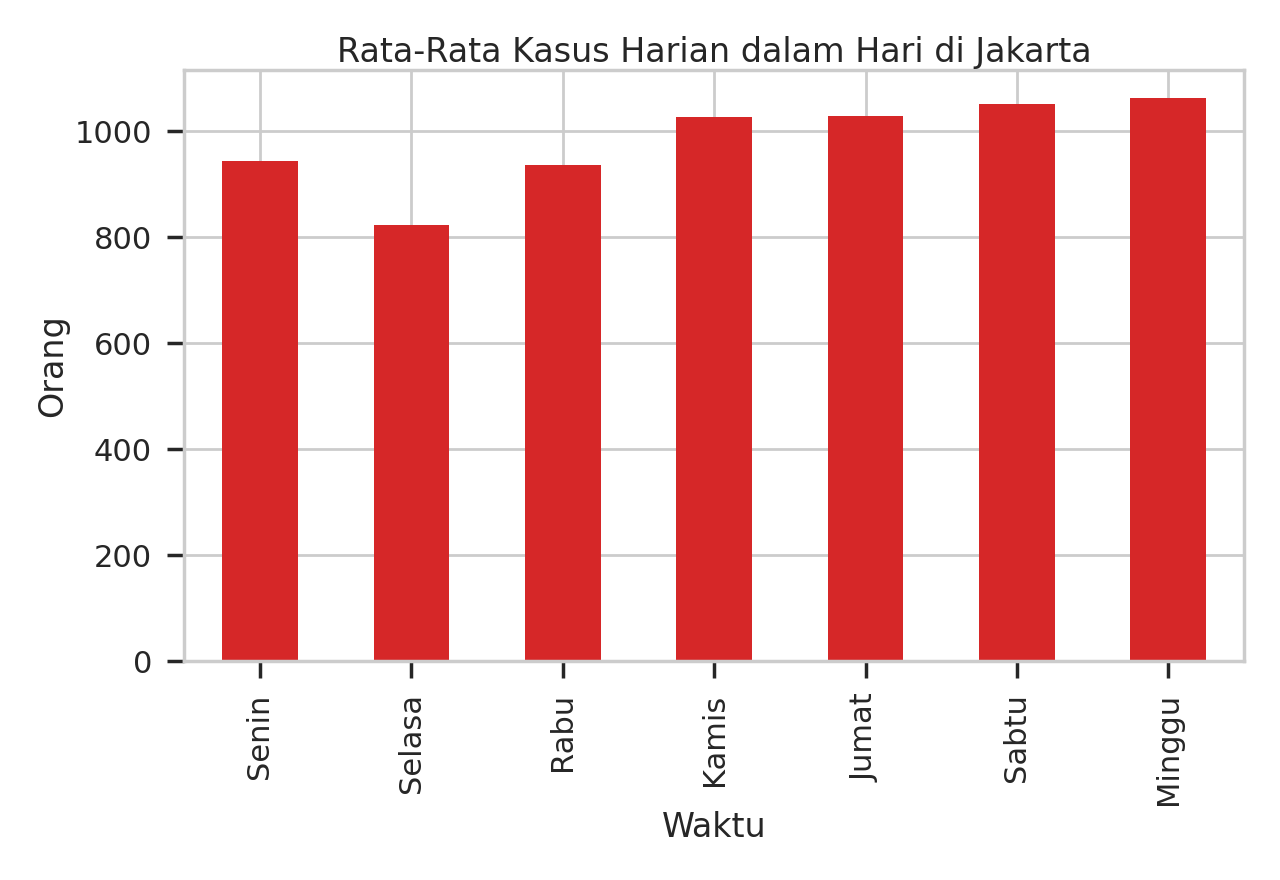 Rata-Rata Kasus Harian dalam Hari di Jakarta
Orang
1000
800
600
400
200
0
Senin
Selasa
Rabu
Kamis
Jumat
Sabtu
Minggu
Waktu